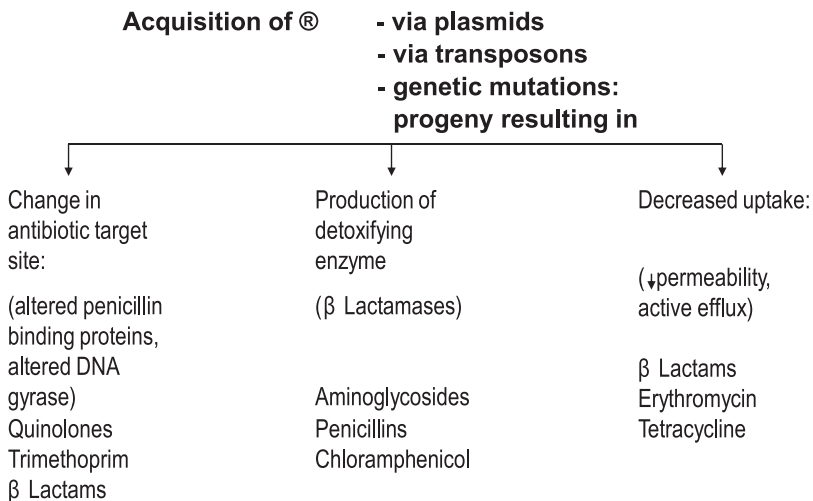 Acquisition of ® - via plasmids
- via transposons
- genetic mutations:
progeny resulting in
Change in
antibiotic target
site:
(altered penicillin
binding proteins,
altered DNA
gyrase)
Quinolones
Trimethoprim
β Lactams
Production of
detoxifying
enzyme
(β Lactamases)
Aminoglycosides
Penicillins
Chloramphenicol
Decreased uptake:
(↓permeability,
active efflux)
β Lactams
Erythromycin
Tetracycline